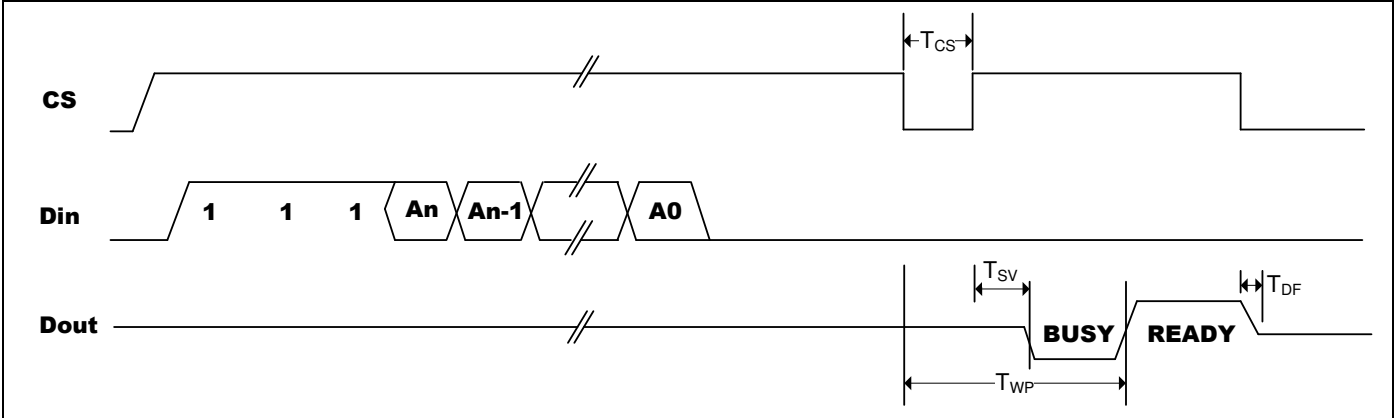 TCS
CS
Din 1 1 1 An An-1 A0
TSV
TDF
Dout BUSY READY
TWP